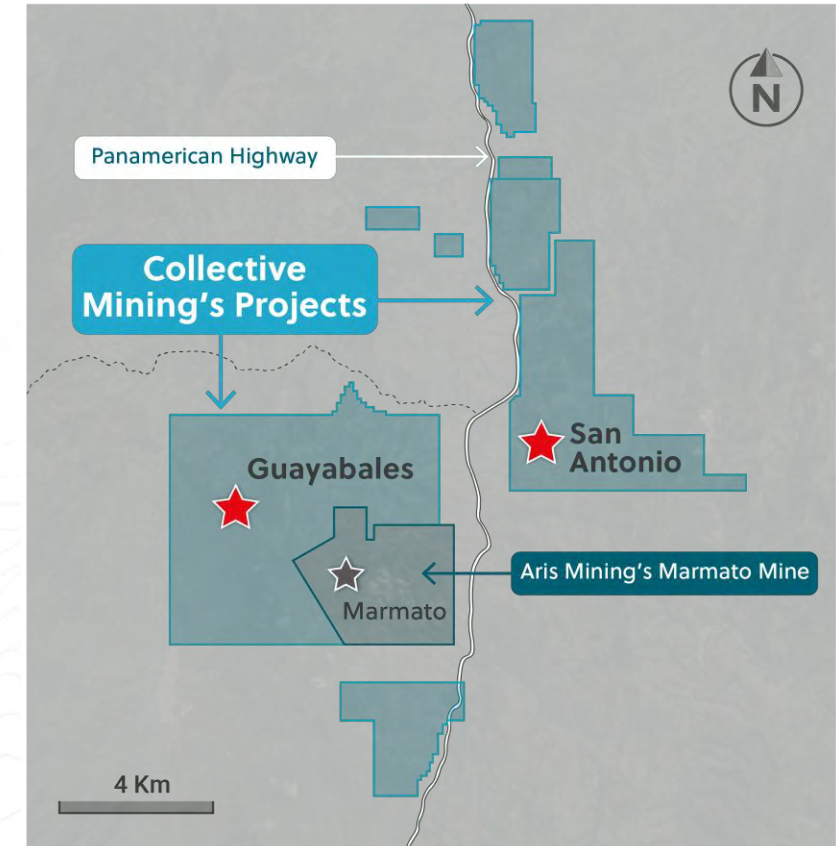 N
Panamerican Highway
Collective
Mining's Projects
San
Antonio
Guayabales
Aris Mining's Marmato Mine
Marmato
4 Km